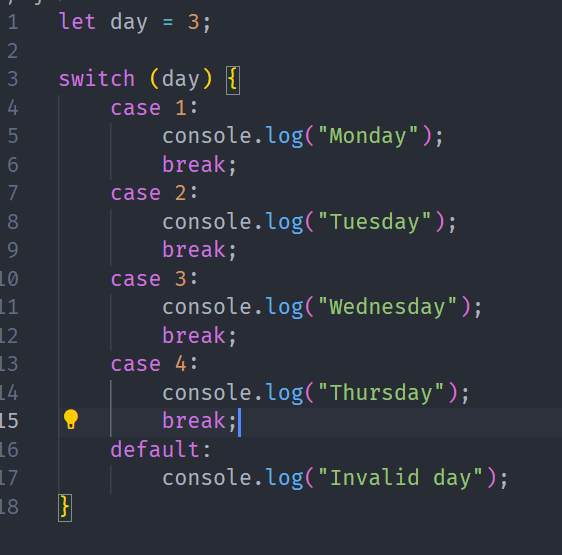 1 let day = 3;
2
3 switch (day) {
4     case 1:
5         console.log("Monday");
6         break;
7     case 2:
8         console.log("Tuesday");
9         break;
10     case 3:
11         console.log("Wednesday");
12         break;
13     case 4:
14         console.log("Thursday");
15         break;
16     default:
17         console.log("Invalid day");
18 }